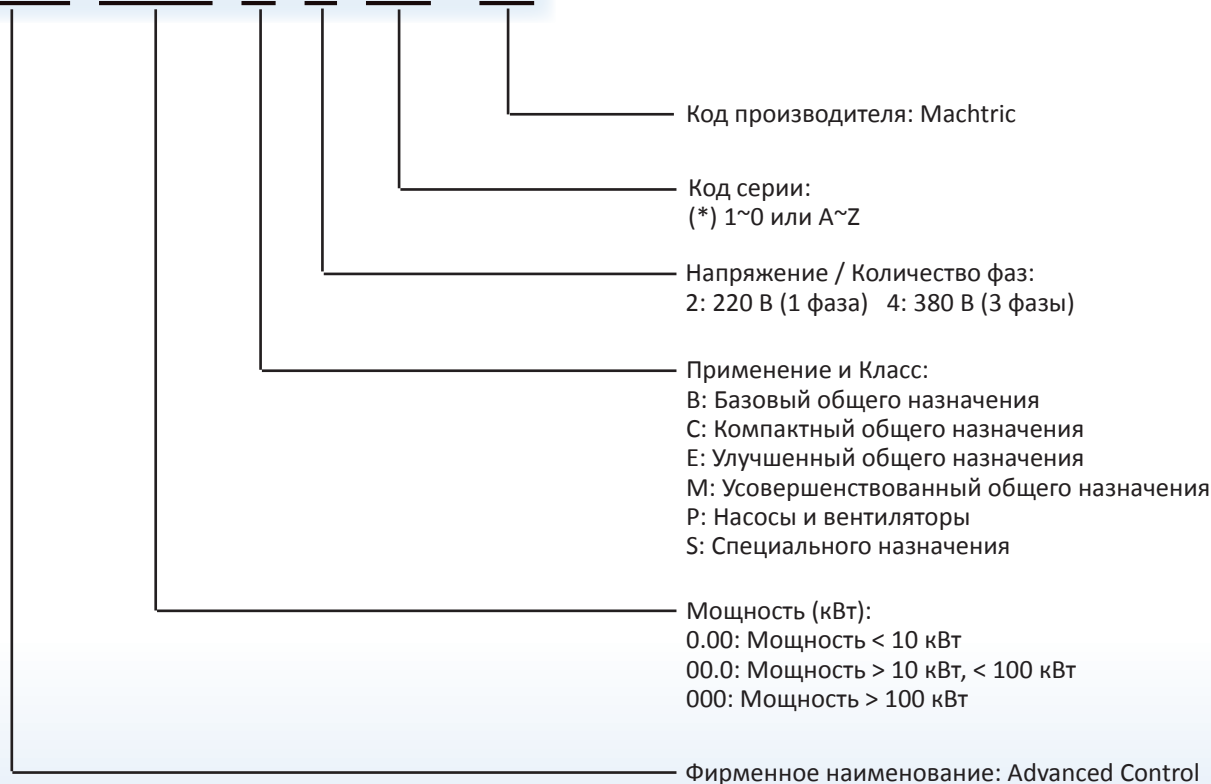 Код производителя: Machtric
Код серии:
(*) 1~0 или A~Z
Напряжение / Количество фаз:
2: 220 В (1 фаза) 4: 380 В (3 фазы)
Применение и Класс:
B: Базовый общего назначения
C: Компактный общего назначения
E: Улучшенный общего назначения
M: Усовершенствованный общего назначения
P: Насосы и вентиляторы
S: Специального назначения
Мощность (кВт):
0.00: Мощность < 10 кВт
00.0: Мощность > 10 кВт, < 100 кВт
000: Мощность > 100 кВт
Фирменное наименование: Advanced Control